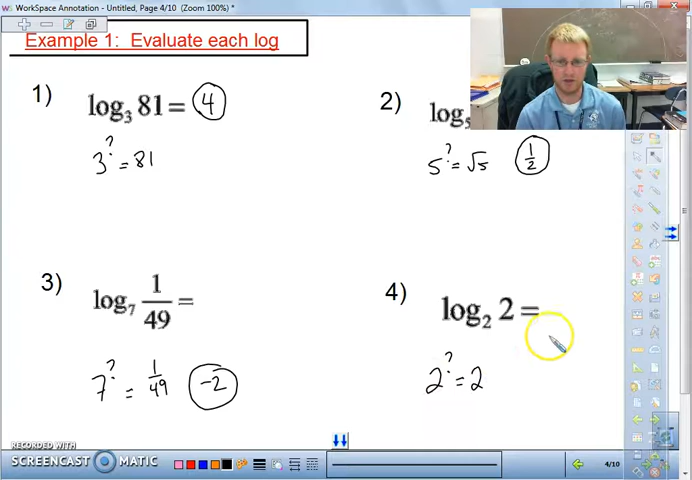 WorkSpace Annotation - Untitled, Page 4/10 (Zoom 100%) *
Example 1: Evaluate each log
1) log₃ 81 = 4
3^? = 81
2) log₅
5^? = √5 1/2
3) log₇ 1/49 =
7^? = 1/49 -2
4) log₂ 2 =
2^? = 2
RECORDED WITH
SCREENCAST MATIC
4/10